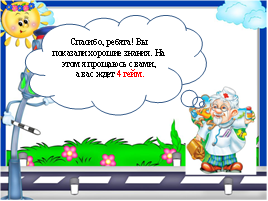 Спасибо, ребята! Вы
показали хорошие знания. На
этом я прощаюсь с вами,
а вас ждет 4 гейм.